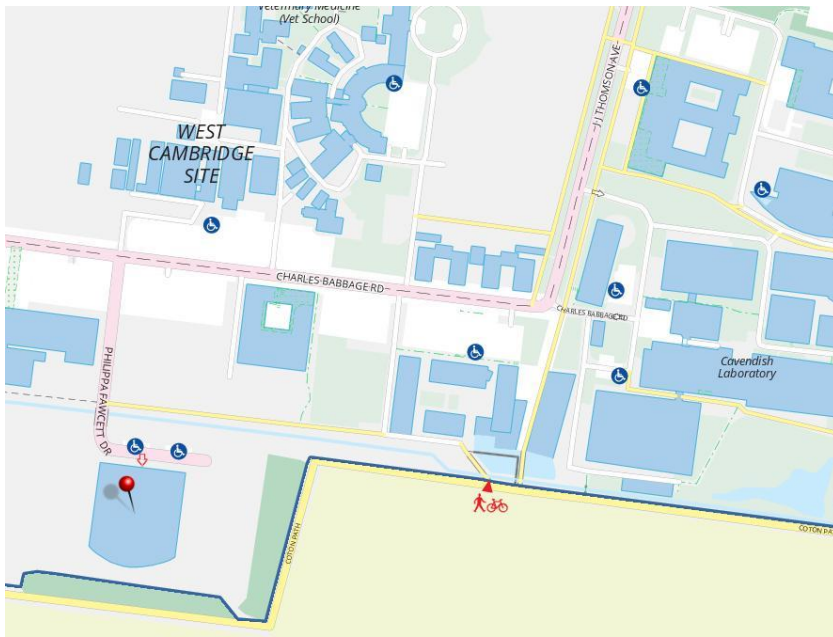 Veterinary Medicine
(Vet School)
J J THOMSON AVE
WEST
CAMBRIDGE
SITE
CHARLES BABBAGE RD
CHARLES BABBAGE RD
PHILIPPA FAWCETT DR
Cavendish
Laboratory
COTON PATH
COTON PA